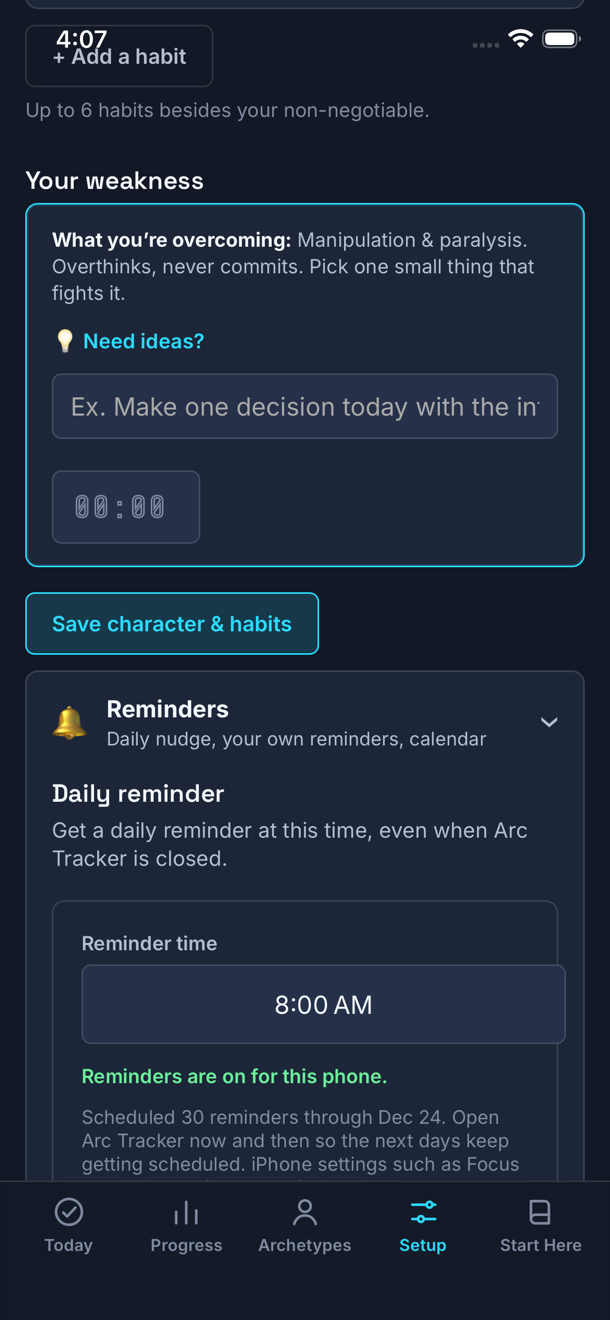 4:07
+ Add a habit
Up to 6 habits besides your non-negotiable.
Your weakness
What you’re overcoming: Manipulation & paralysis.
Overthinks, never commits. Pick one small thing that
fights it.
💡 Need ideas?
Ex. Make one decision today with the in
00:00
Save character & habits
Reminders
Daily nudge, your own reminders, calendar
Daily reminder
Get a daily reminder at this time, even when Arc
Tracker is closed.
Reminder time
8:00 AM
Reminders are on for this phone.
Scheduled 30 reminders through Dec 24. Open
Arc Tracker now and then so the next days keep
getting scheduled. iPhone settings such as Focus
Today
Progress
Archetypes
Setup
Start Here